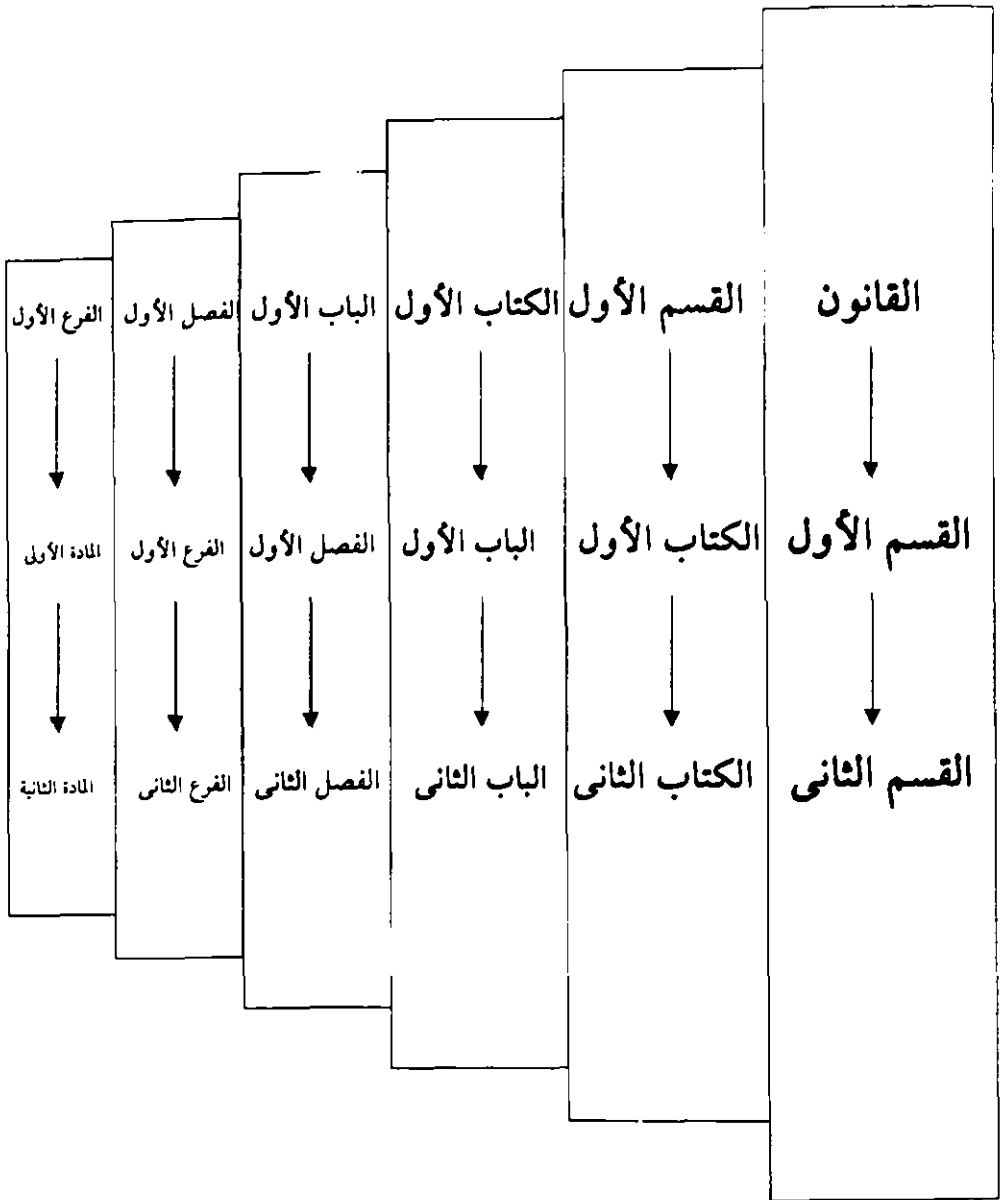 القانون
القسم الأول
القسم الثانى
القسم الأول
الكتاب الأول
الكتاب الثانى
الكتاب الأول
الباب الأول
الباب الثانى
الباب الأول
الفصل الأول
الفصل الثانى
الفصل الأول
الفرع الأول
الفرع الثانى
الفرع الأول
المادة الأولى
المادة الثانية